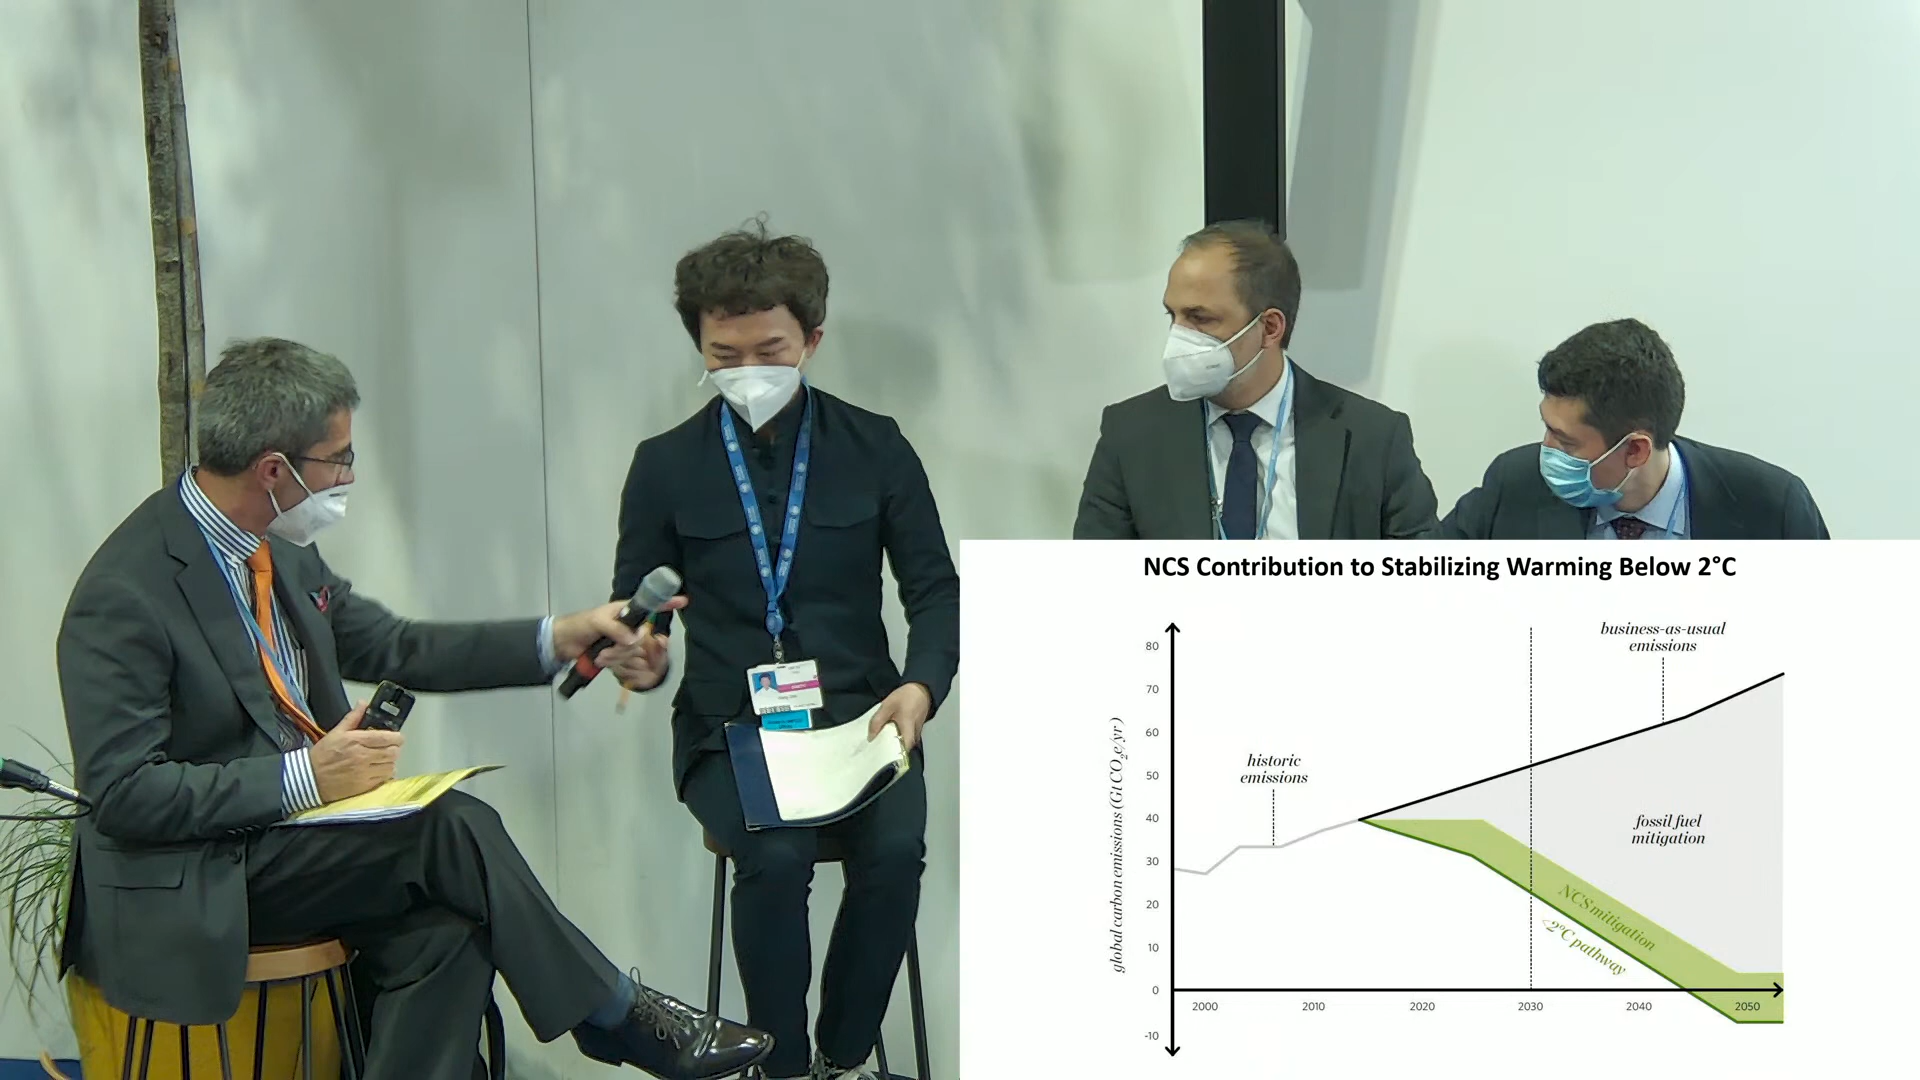 NCS Contribution to Stabilizing Warming Below 2°C
business-as-usual
emissions
historic
emissions
fossil fuel
mitigation
NCS mitigation
<2°C pathway
global carbon emissions (Gt CO₂e/yr)
80
70
60
50
40
30
20
10
0
-10
2000
2010
2020
2030
2040
2050